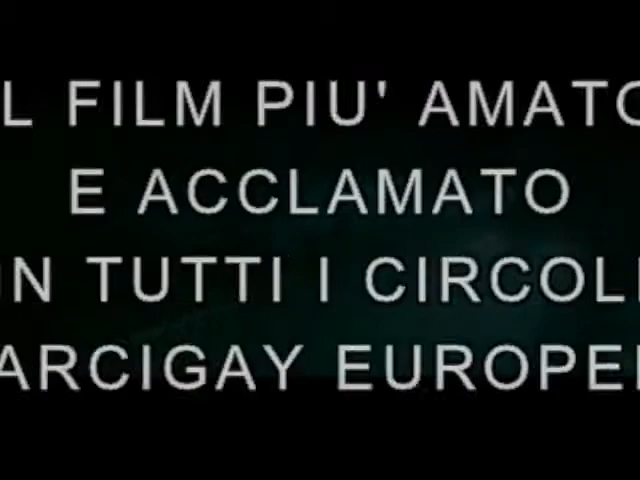 L FILM PIU' AMATO
E ACCLAMATO
N TUTTI I CIRCOLI
ARCIGAY EUROPEI